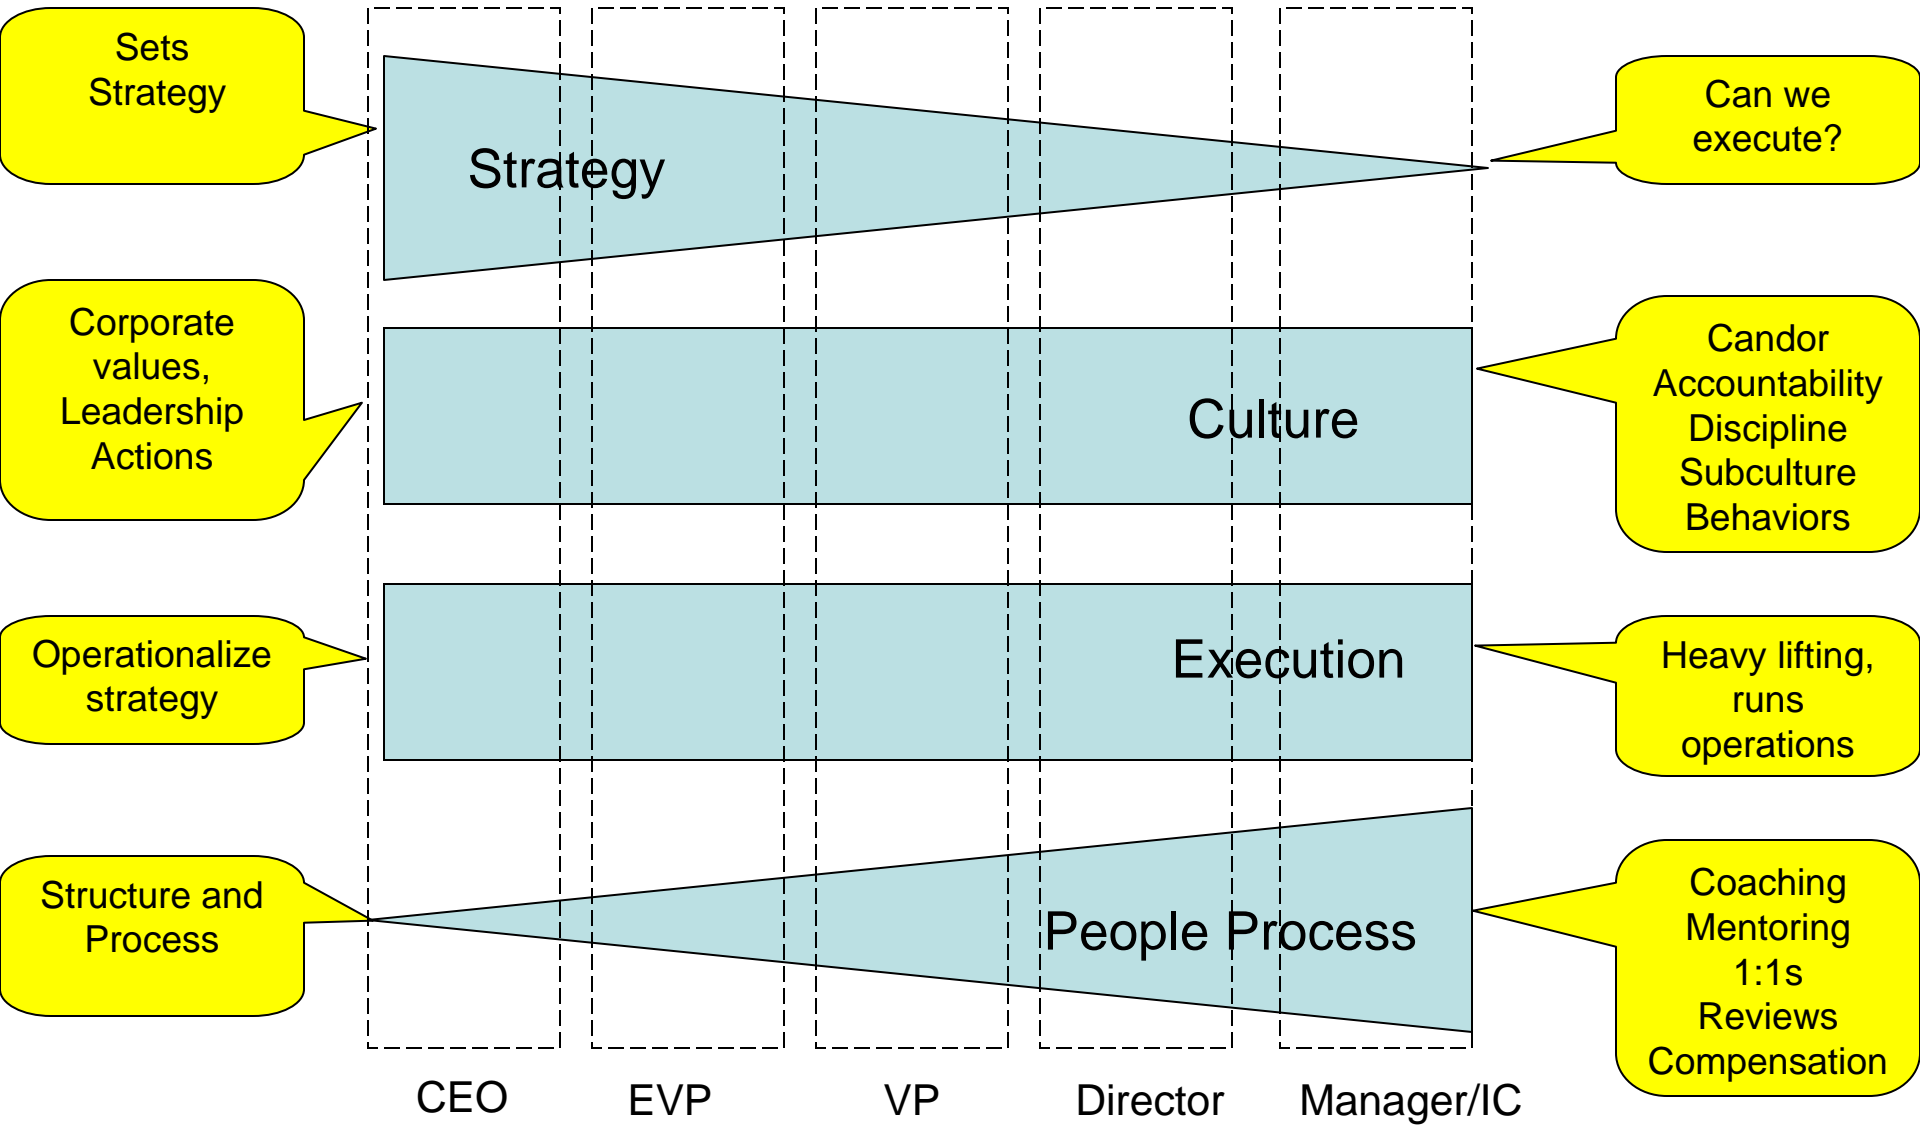 Sets
Strategy
Strategy
Can we
execute?
Corporate
values,
Leadership
Actions
Culture
Candor
Accountability
Discipline
Subculture
Behaviors
Operationalize
strategy
Execution
Heavy lifting,
runs
operations
Structure and
Process
People Process
Coaching
Mentoring
1:1s
Reviews
Compensation
CEO
EVP
VP
Director
Manager/IC